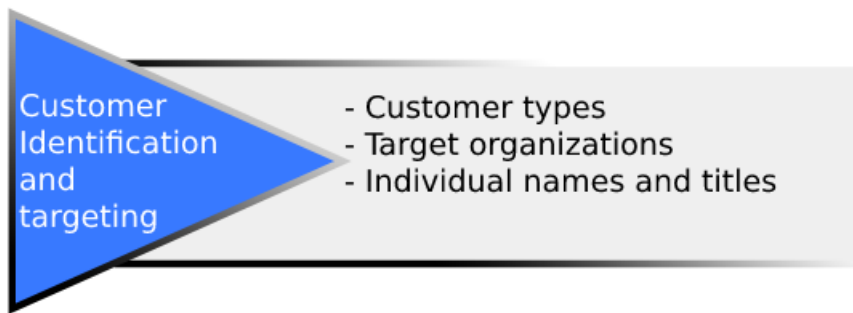 Customer
Identification
and
targeting
- Customer types
- Target organizations
- Individual names and titles